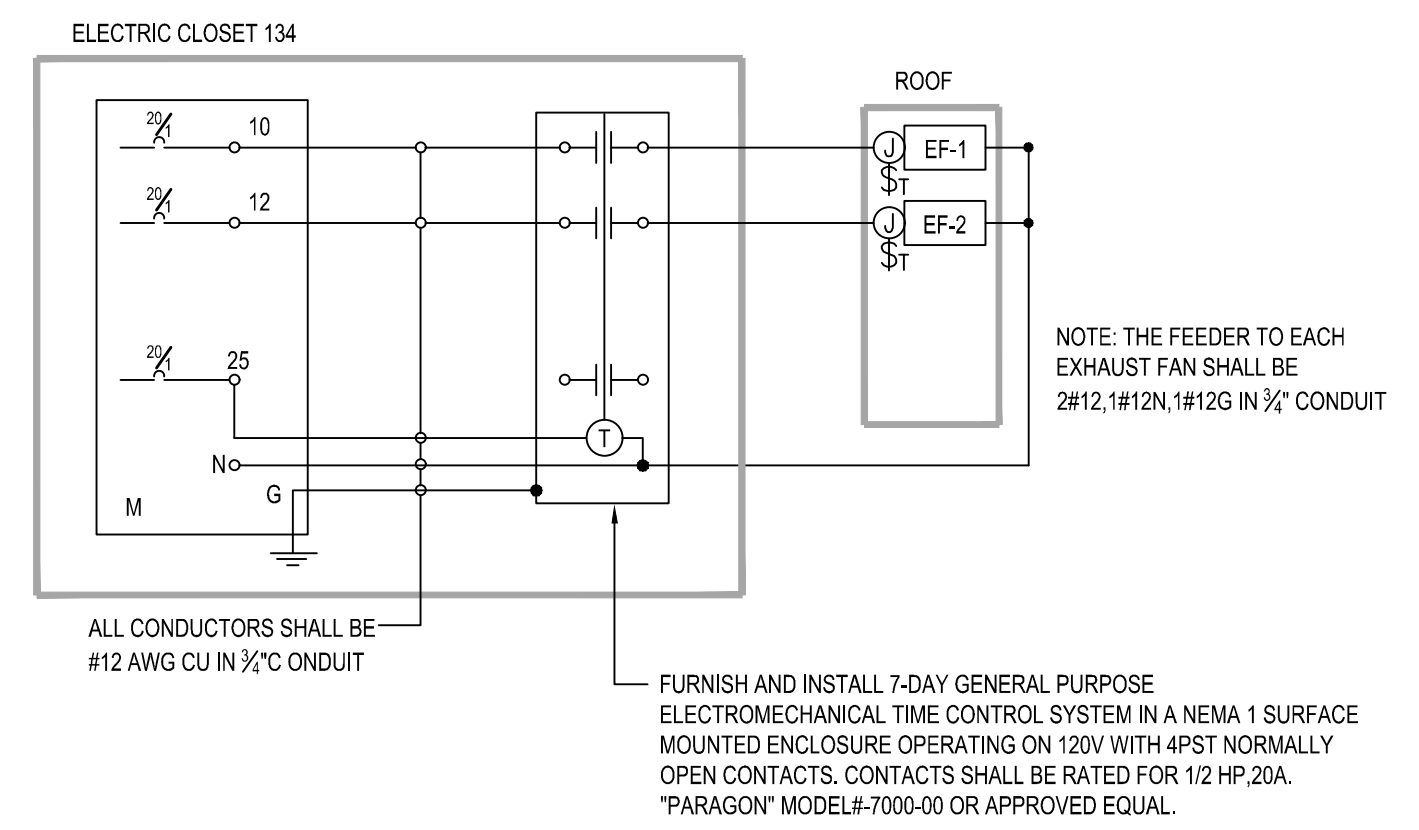 ELECTRIC CLOSET 134
ROOF
20/1
10
J
EF-1
$T
20/1
12
J
EF-2
$T
20/1
25
T
N
G
M
NOTE: THE FEEDER TO EACH
EXHAUST FAN SHALL BE
2#12,1#12N,1#12G IN 3/4" CONDUIT
ALL CONDUCTORS SHALL BE
#12 AWG CU IN 3/4"C ONDUIT
FURNISH AND INSTALL 7-DAY GENERAL PURPOSE
ELECTROMECHANICAL TIME CONTROL SYSTEM IN A NEMA 1 SURFACE
MOUNTED ENCLOSURE OPERATING ON 120V WITH 4PST NORMALLY
OPEN CONTACTS. CONTACTS SHALL BE RATED FOR 1/2 HP,20A.
"PARAGON" MODEL#-7000-00 OR APPROVED EQUAL.